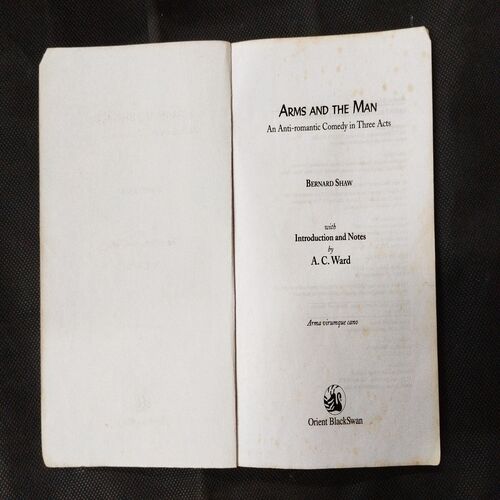 ARMS AND THE MAN
An Anti-romantic Comedy in Three Acts
BERNARD SHAW
with
Introduction and Notes
by
A. C. Ward
Arma virumque cano
Orient BlackSwan